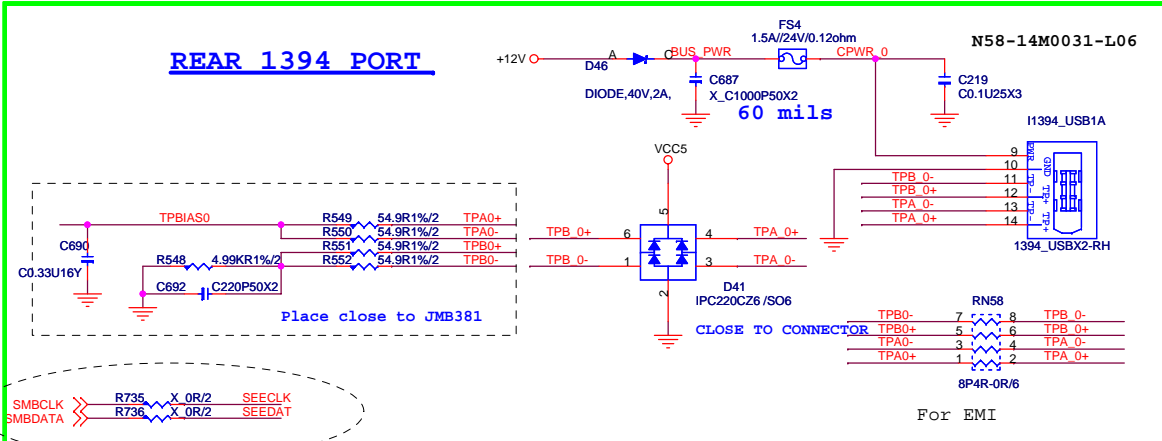 REAR 1394 PORT
+12V
A
C
D46
DIODE,40V,2A,
BUS_PWR
C687
X_C1000P50X2
60 mils
FS4
1.5A//24V/0.12ohm
CPWR_0
N58-14M0031-L06
C219
C0.1U25X3
I1394_USB1A
9
10
11
12
13
14
PWR
GND
TP-
TP+
TP-
TP+
TPB_0-
TPB_0+
TPA_0-
TPA_0+
1394_USBX2-RH
TPBIAS0
C690
C0.33U16Y
R549 54.9R1%/2 TPA0+
R550 54.9R1%/2 TPA0-
R551 54.9R1%/2 TPB0+
R552 54.9R1%/2 TPB0-
R548 4.99KR1%/2
C692 C220P50X2
Place close to JMB381
VCC5
5
TPB_0+ 6 4 TPA_0+
TPB_0- 1 3 TPA_0-
2
D41
IPC220CZ6 /SO6
CLOSE TO CONNECTOR
RN58
TPB0- 7 8 TPB_0-
TPB0+ 5 6 TPB_0+
TPA0- 3 4 TPA_0-
TPA0+ 1 2 TPA_0+
8P4R-0R/6
For EMI
SMBCLK R735 X_0R/2 SEECLK
SMBDATA R736 X_0R/2 SEEDAT